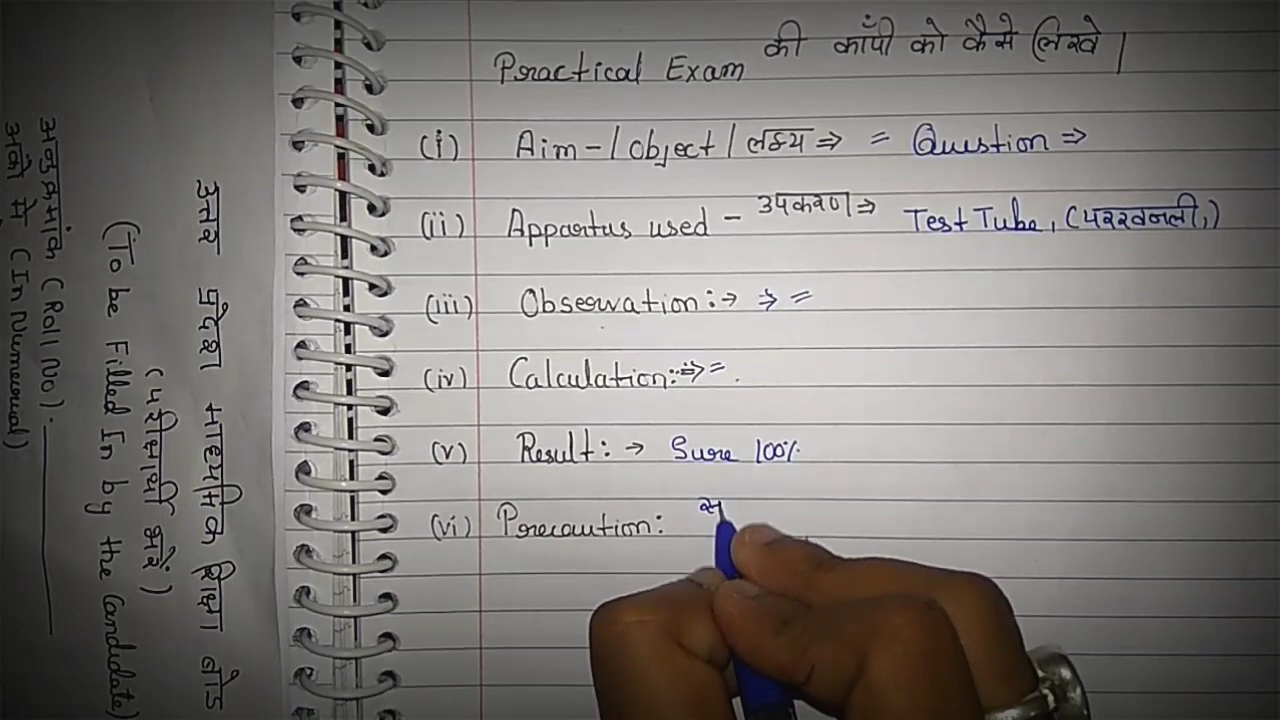 Practical Exam की कॉपी को कैसे लिखे।
(i) Aim-/object/लक्ष्य ⇒ = Question ⇒
(ii) Appartus used - उपकरण ⇒ Test Tube, (परखनली,)
(iii) Observation: → ⇒ =
(iv) Calculation: ⇒ = .
(v) Result: → Sure 100%
(vi) Precaution: स
उत्तर प्रदेश माध्यमिक शिक्षा बोर्ड
(परीक्षार्थी भरें)
(To be Filled In by the Candidate)
अनुक्रमांक (Roll No).
अंको में (In Numerual)